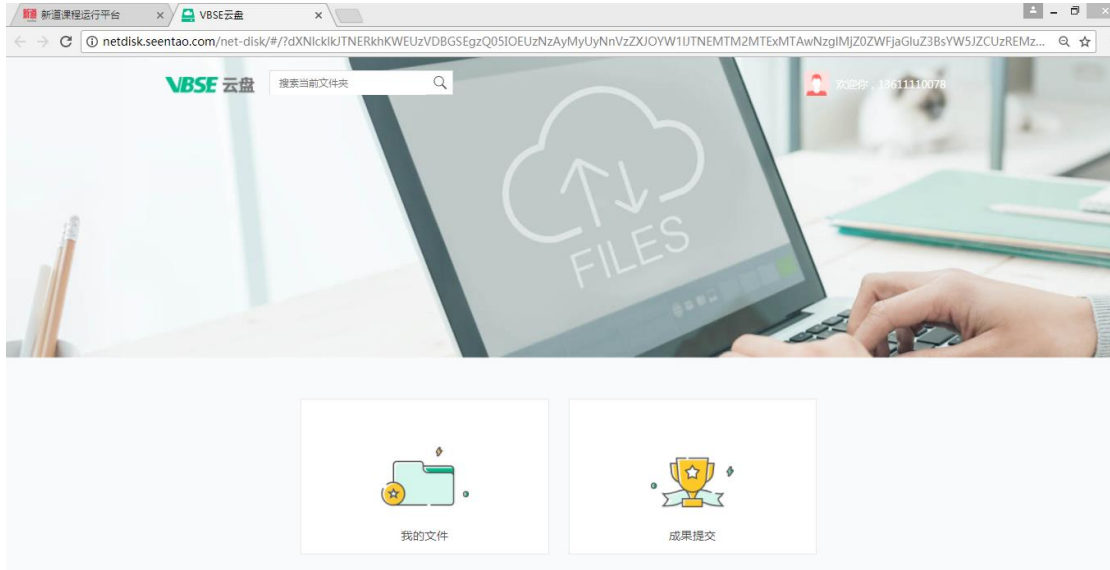 新道课程运行平台
VBSE云盘
netdisk.seentao.com/net-disk/#/?dXNlcklkJTNERkhKWEUzVDBGSEgzQ05IOEUzNzAyMyUyNnVzZXJOYW1lJTNEMTM2MTExMTAwNzglMjZ0ZWFjaGluZ3BsYW5JZCUzREMz...
VBSE 云盘
搜索当前文件夹
欢迎你，13611110078
FILES
我的文件
成果提交